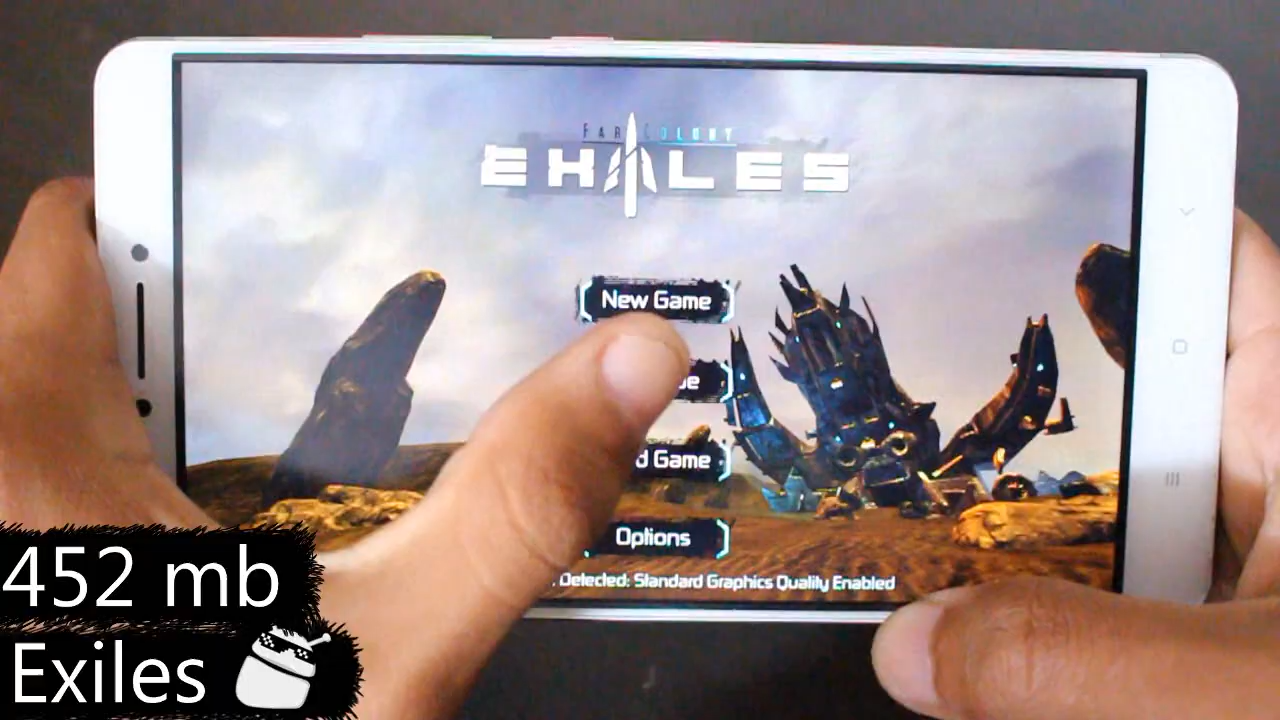 FAR COLONY
EXILES
New Game
d Game
Options
Detected: Standard Graphics Quality Enabled
452 mb
Exiles